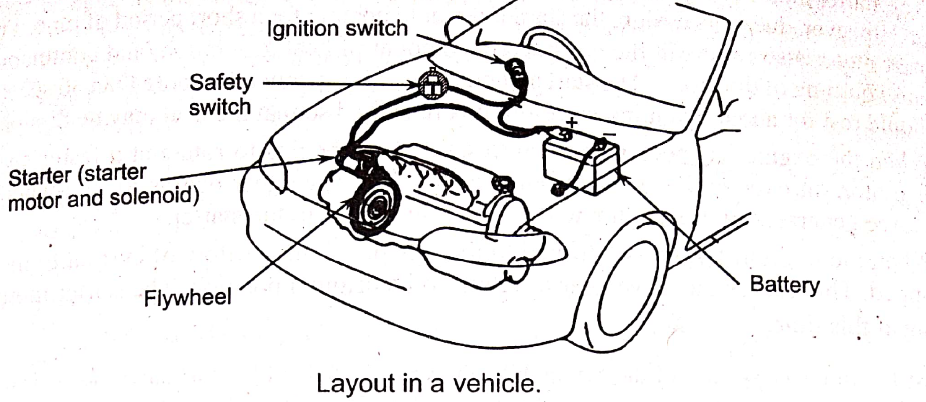 Ignition switch
Safety
switch
+
−
Starter (starter
motor and solenoid)
Flywheel
Battery
Layout in a vehicle.